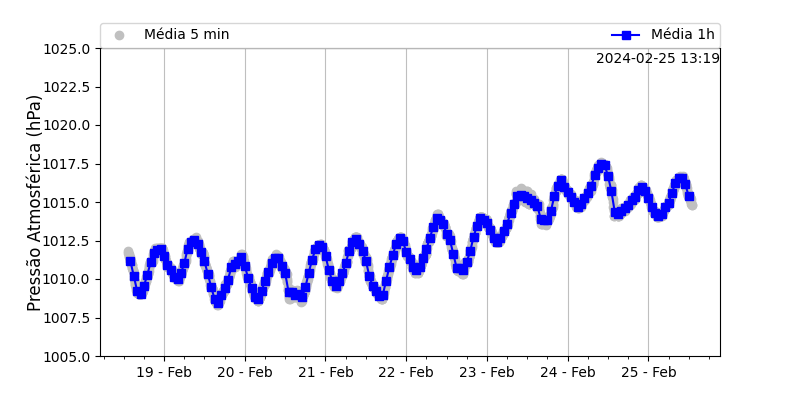 Média 5 min
Média 1h
2024-02-25 13:19
Pressão Atmosférica (hPa)
1025.0
1022.5
1020.0
1017.5
1015.0
1012.5
1010.0
1007.5
1005.0
19 - Feb
20 - Feb
21 - Feb
22 - Feb
23 - Feb
24 - Feb
25 - Feb